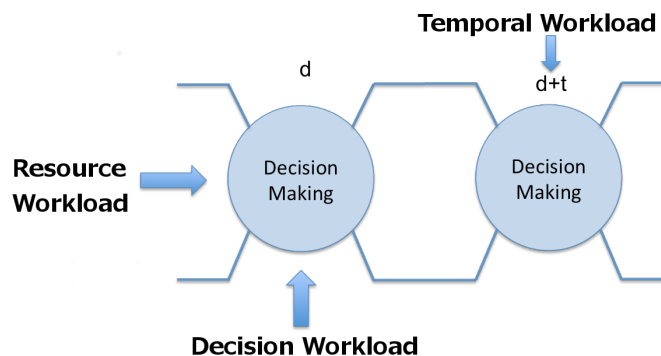 Temporal Workload
d
d+t
Resource
Workload
Decision
Making
Decision
Making
Decision Workload